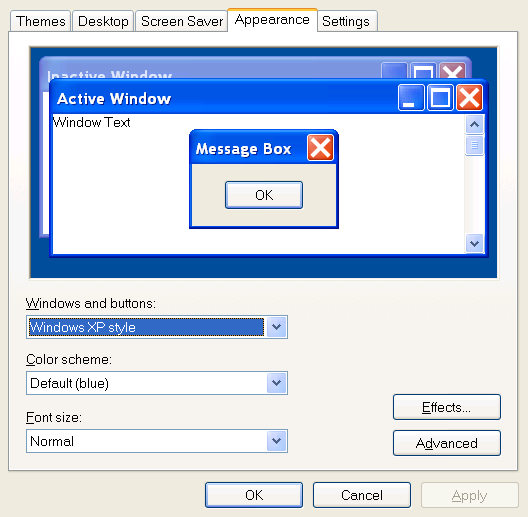 Themes Desktop Screen Saver Appearance Settings
Inactive Window
Active Window
Window Text
Message Box
OK
Windows and buttons:
Windows XP style
Color scheme:
Default (blue)
Effects...
Font size:
Normal
Advanced
OK Cancel Apply